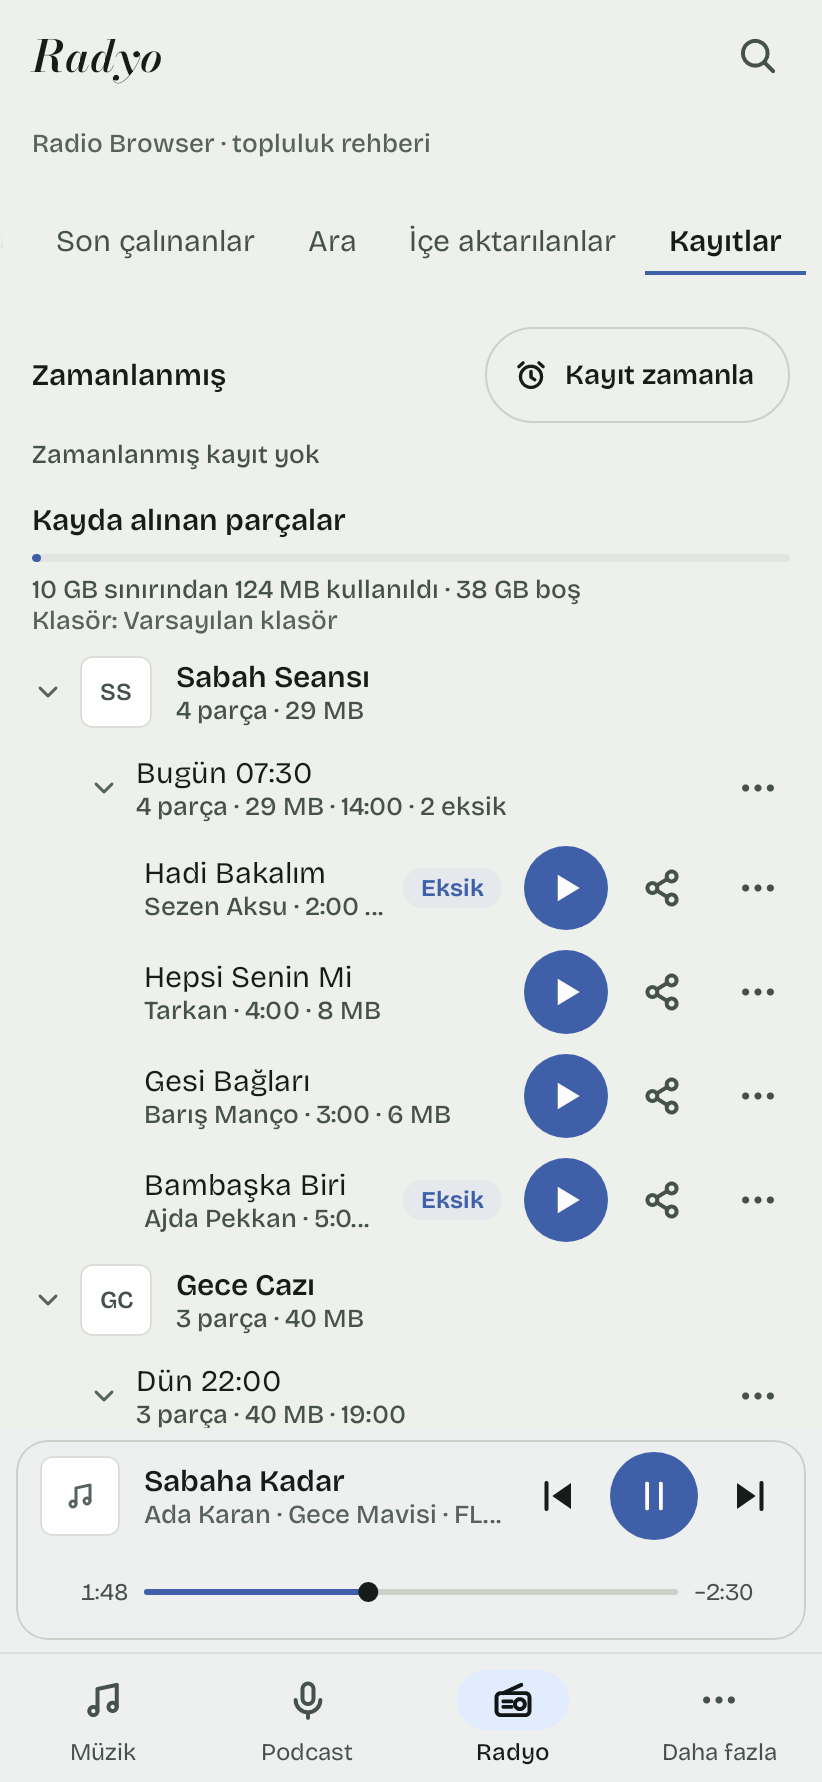 Radyo
Radio Browser · topluluk rehberi
Son çalınanlar
Ara
İçe aktarılanlar
Kayıtlar
Zamanlanmış
Kayıt zamanla
Zamanlanmış kayıt yok
Kayda alınan parçalar
10 GB sınırından 124 MB kullanıldı · 38 GB boş
Klasör: Varsayılan klasör
SS
Sabah Seansı
4 parça · 29 MB
Bugün 07:30
4 parça · 29 MB · 14:00 · 2 eksik
Hadi Bakalım
Sezen Aksu · 2:00 ...
Eksik
Hepsi Senin Mi
Tarkan · 4:00 · 8 MB
Gesi Bağları
Barış Manço · 3:00 · 6 MB
Bambaşka Biri
Ajda Pekkan · 5:0...
Eksik
GC
Gece Cazı
3 parça · 40 MB
Dün 22:00
3 parça · 40 MB · 19:00
Sabaha Kadar
Ada Karan · Gece Mavisi · FL...
1:48
-2:30
Müzik
Podcast
Radyo
Daha fazla